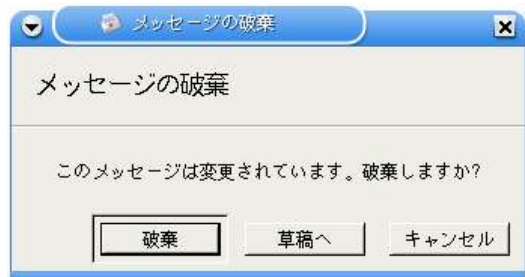 メッセージの破棄
メッセージの破棄
このメッセージは変更されています。破棄しますか?
破棄 草稿へ キャンセル